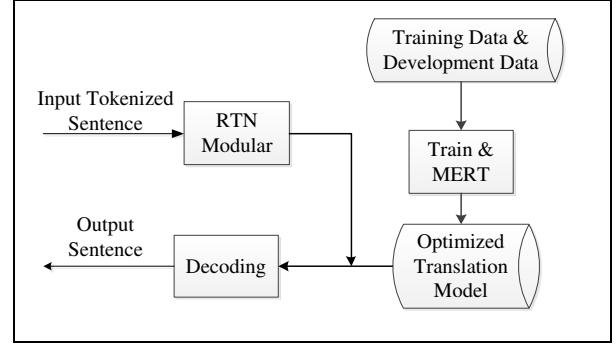 Training Data &
Development Data
Input Tokenized
Sentence
RTN
Modular
Train &
MERT
Output
Sentence
Decoding
Optimized
Translation
Model